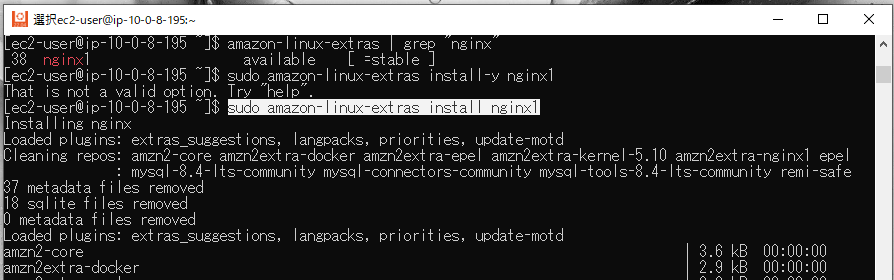 選択ec2-user@ip-10-0-8-195:~
[ec2-user@ip-10-0-8-195 ~]$ amazon-linux-extras | grep "nginx"
38 nginx1 available [ =stable ]
[ec2-user@ip-10-0-8-195 ~]$ sudo amazon-linux-extras install-y nginx1
That is not a valid option. Try "help".
[ec2-user@ip-10-0-8-195 ~]$ sudo amazon-linux-extras install nginx1
Installing nginx
Loaded plugins: extras_suggestions, langpacks, priorities, update-motd
Cleaning repos: amzn2-core amzn2extra-docker amzn2extra-epel amzn2extra-kernel-5.10 amzn2extra-nginx1 epel
: mysql-8.4-lts-community mysql-connectors-community mysql-tools-8.4-lts-community remi-safe
37 metadata files removed
18 sqlite files removed
0 metadata files removed
Loaded plugins: extras_suggestions, langpacks, priorities, update-motd
amzn2-core | 3.6 kB 00:00:00
amzn2extra-docker | 2.9 kB 00:00:00